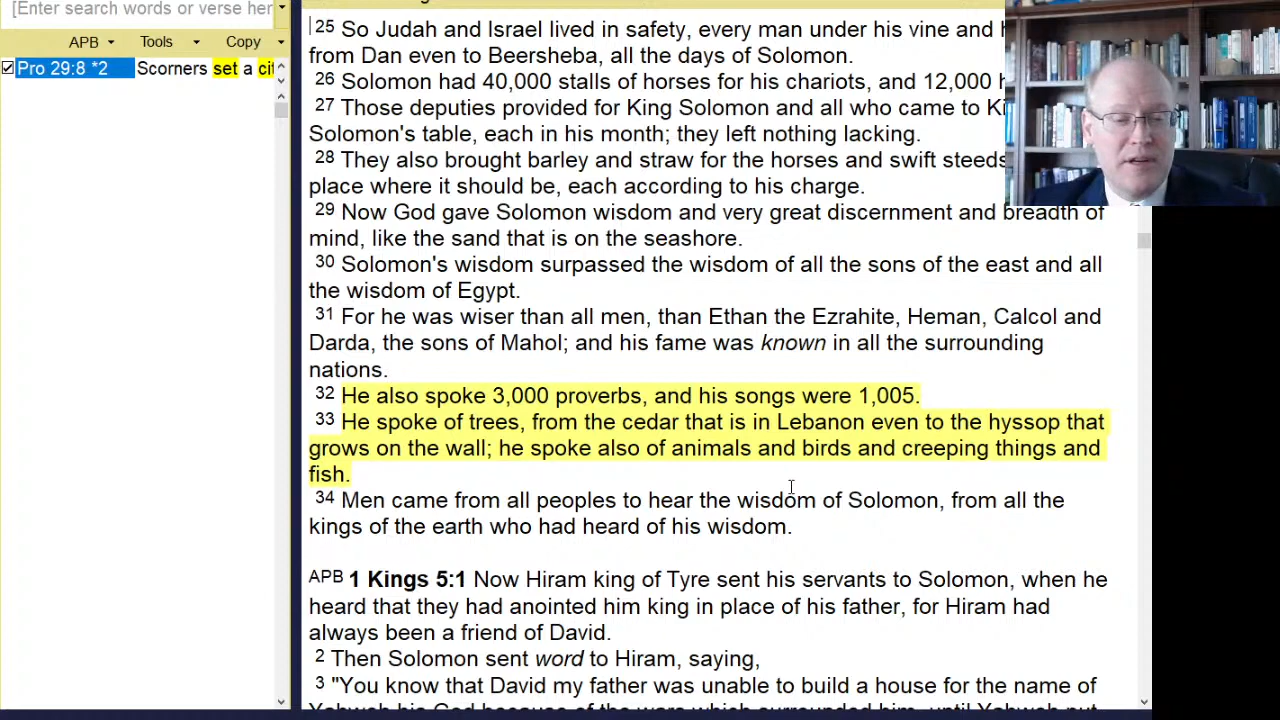 [Enter search words or verse her
APB Tools Copy
Pro 29:8 *2 Scorners set a cit
25 So Judah and Israel lived in safety, every man under his vine and
from Dan even to Beersheba, all the days of Solomon.
26 Solomon had 40,000 stalls of horses for his chariots, and 12,000
27 Those deputies provided for King Solomon and all who came to Ki
Solomon's table, each in his month; they left nothing lacking.
28 They also brought barley and straw for the horses and swift steeds
place where it should be, each according to his charge.
29 Now God gave Solomon wisdom and very great discernment and breadth of
mind, like the sand that is on the seashore.
30 Solomon's wisdom surpassed the wisdom of all the sons of the east and all
the wisdom of Egypt.
31 For he was wiser than all men, than Ethan the Ezrahite, Heman, Calcol and
Darda, the sons of Mahol; and his fame was known in all the surrounding
nations.
32 He also spoke 3,000 proverbs, and his songs were 1,005.
33 He spoke of trees, from the cedar that is in Lebanon even to the hyssop that
grows on the wall; he spoke also of animals and birds and creeping things and
fish.
34 Men came from all peoples to hear the wisdom of Solomon, from all the
kings of the earth who had heard of his wisdom.
APB 1 Kings 5:1 Now Hiram king of Tyre sent his servants to Solomon, when he
heard that they had anointed him king in place of his father, for Hiram had
always been a friend of David.
2 Then Solomon sent word to Hiram, saying,
3 "You know that David my father was unable to build a house for the name of
Yahweh his God because of the wars which surrounded him, until Yahweh put